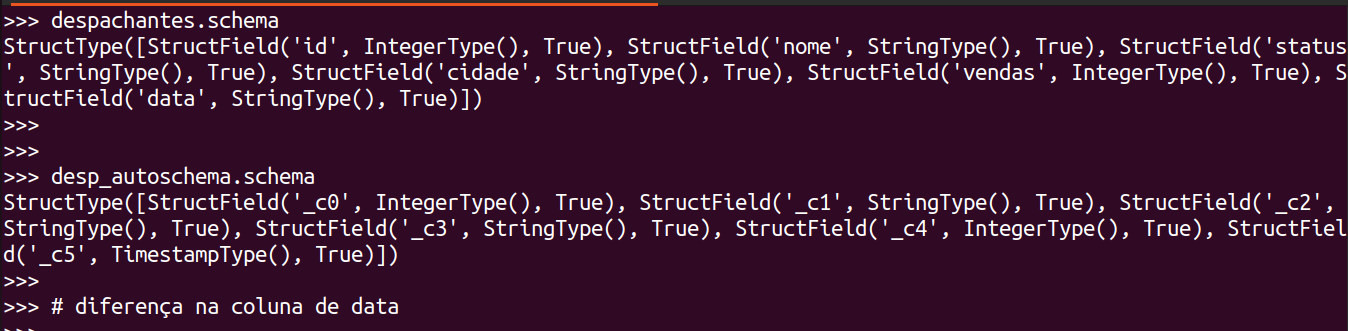 >>> despachantes.schema
StructType([StructField('id', IntegerType(), True), StructField('nome', StringType(), True), StructField('status
', StringType(), True), StructField('cidade', StringType(), True), StructField('vendas', IntegerType(), True), S
tructField('data', StringType(), True)])
>>>
>>>
>>> desp_autoschema.schema
StructType([StructField('_c0', IntegerType(), True), StructField('_c1', StringType(), True), StructField('_c2', 
StringType(), True), StructField('_c3', StringType(), True), StructField('_c4', IntegerType(), True), StructFiel
d('_c5', TimestampType(), True)])
>>>
>>> # diferença na coluna de data
>>>